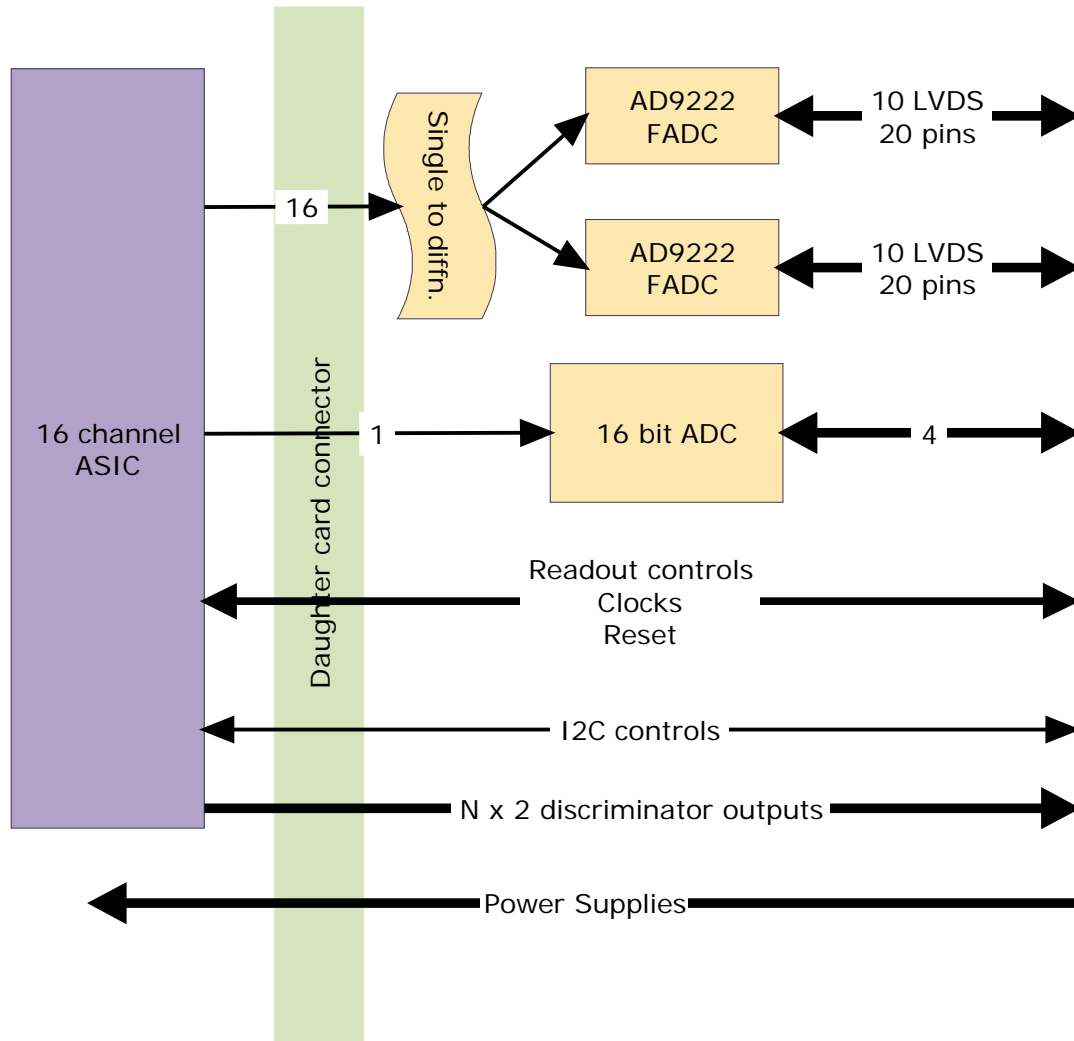 16 channel
ASIC
Daughter card connector
16
Single to diffn.
AD9222
FADC
10 LVDS
20 pins
AD9222
FADC
10 LVDS
20 pins
1
16 bit ADC
4
Readout controls
Clocks
Reset
I2C controls
N x 2 discriminator outputs
Power Supplies